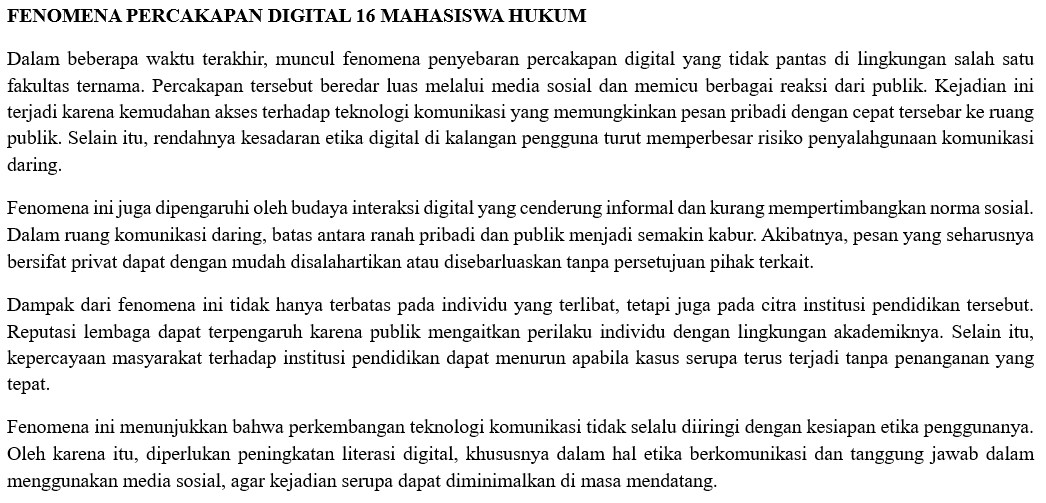 FENOMENA PERCAKAPAN DIGITAL 16 MAHASISWA HUKUM
Dalam beberapa waktu terakhir, muncul fenomena penyebaran percakapan digital yang tidak pantas di lingkungan salah satu
fakultas ternama. Percakapan tersebut beredar luas melalui media sosial dan memicu berbagai reaksi dari publik. Kejadian ini
terjadi karena kemudahan akses terhadap teknologi komunikasi yang memungkinkan pesan pribadi dengan cepat tersebar ke ruang
publik. Selain itu, rendahnya kesadaran etika digital di kalangan pengguna turut memperbesar risiko penyalahgunaan komunikasi
daring.
Fenomena ini juga dipengaruhi oleh budaya interaksi digital yang cenderung informal dan kurang mempertimbangkan norma sosial.
Dalam ruang komunikasi daring, batas antara ranah pribadi dan publik menjadi semakin kabur. Akibatnya, pesan yang seharusnya
bersifat privat dapat dengan mudah disalahartikan atau disebarluaskan tanpa persetujuan pihak terkait.
Dampak dari fenomena ini tidak hanya terbatas pada individu yang terlibat, tetapi juga pada citra institusi pendidikan tersebut.
Reputasi lembaga dapat terpengaruh karena publik mengaitkan perilaku individu dengan lingkungan akademiknya. Selain itu,
kepercayaan masyarakat terhadap institusi pendidikan dapat menurun apabila kasus serupa terus terjadi tanpa penanganan yang
tepat.
Fenomena ini menunjukkan bahwa perkembangan teknologi komunikasi tidak selalu diiringi dengan kesiapan etika penggunanya.
Oleh karena itu, diperlukan peningkatan literasi digital, khususnya dalam hal etika berkomunikasi dan tanggung jawab dalam
menggunakan media sosial, agar kejadian serupa dapat diminimalkan di masa mendatang.